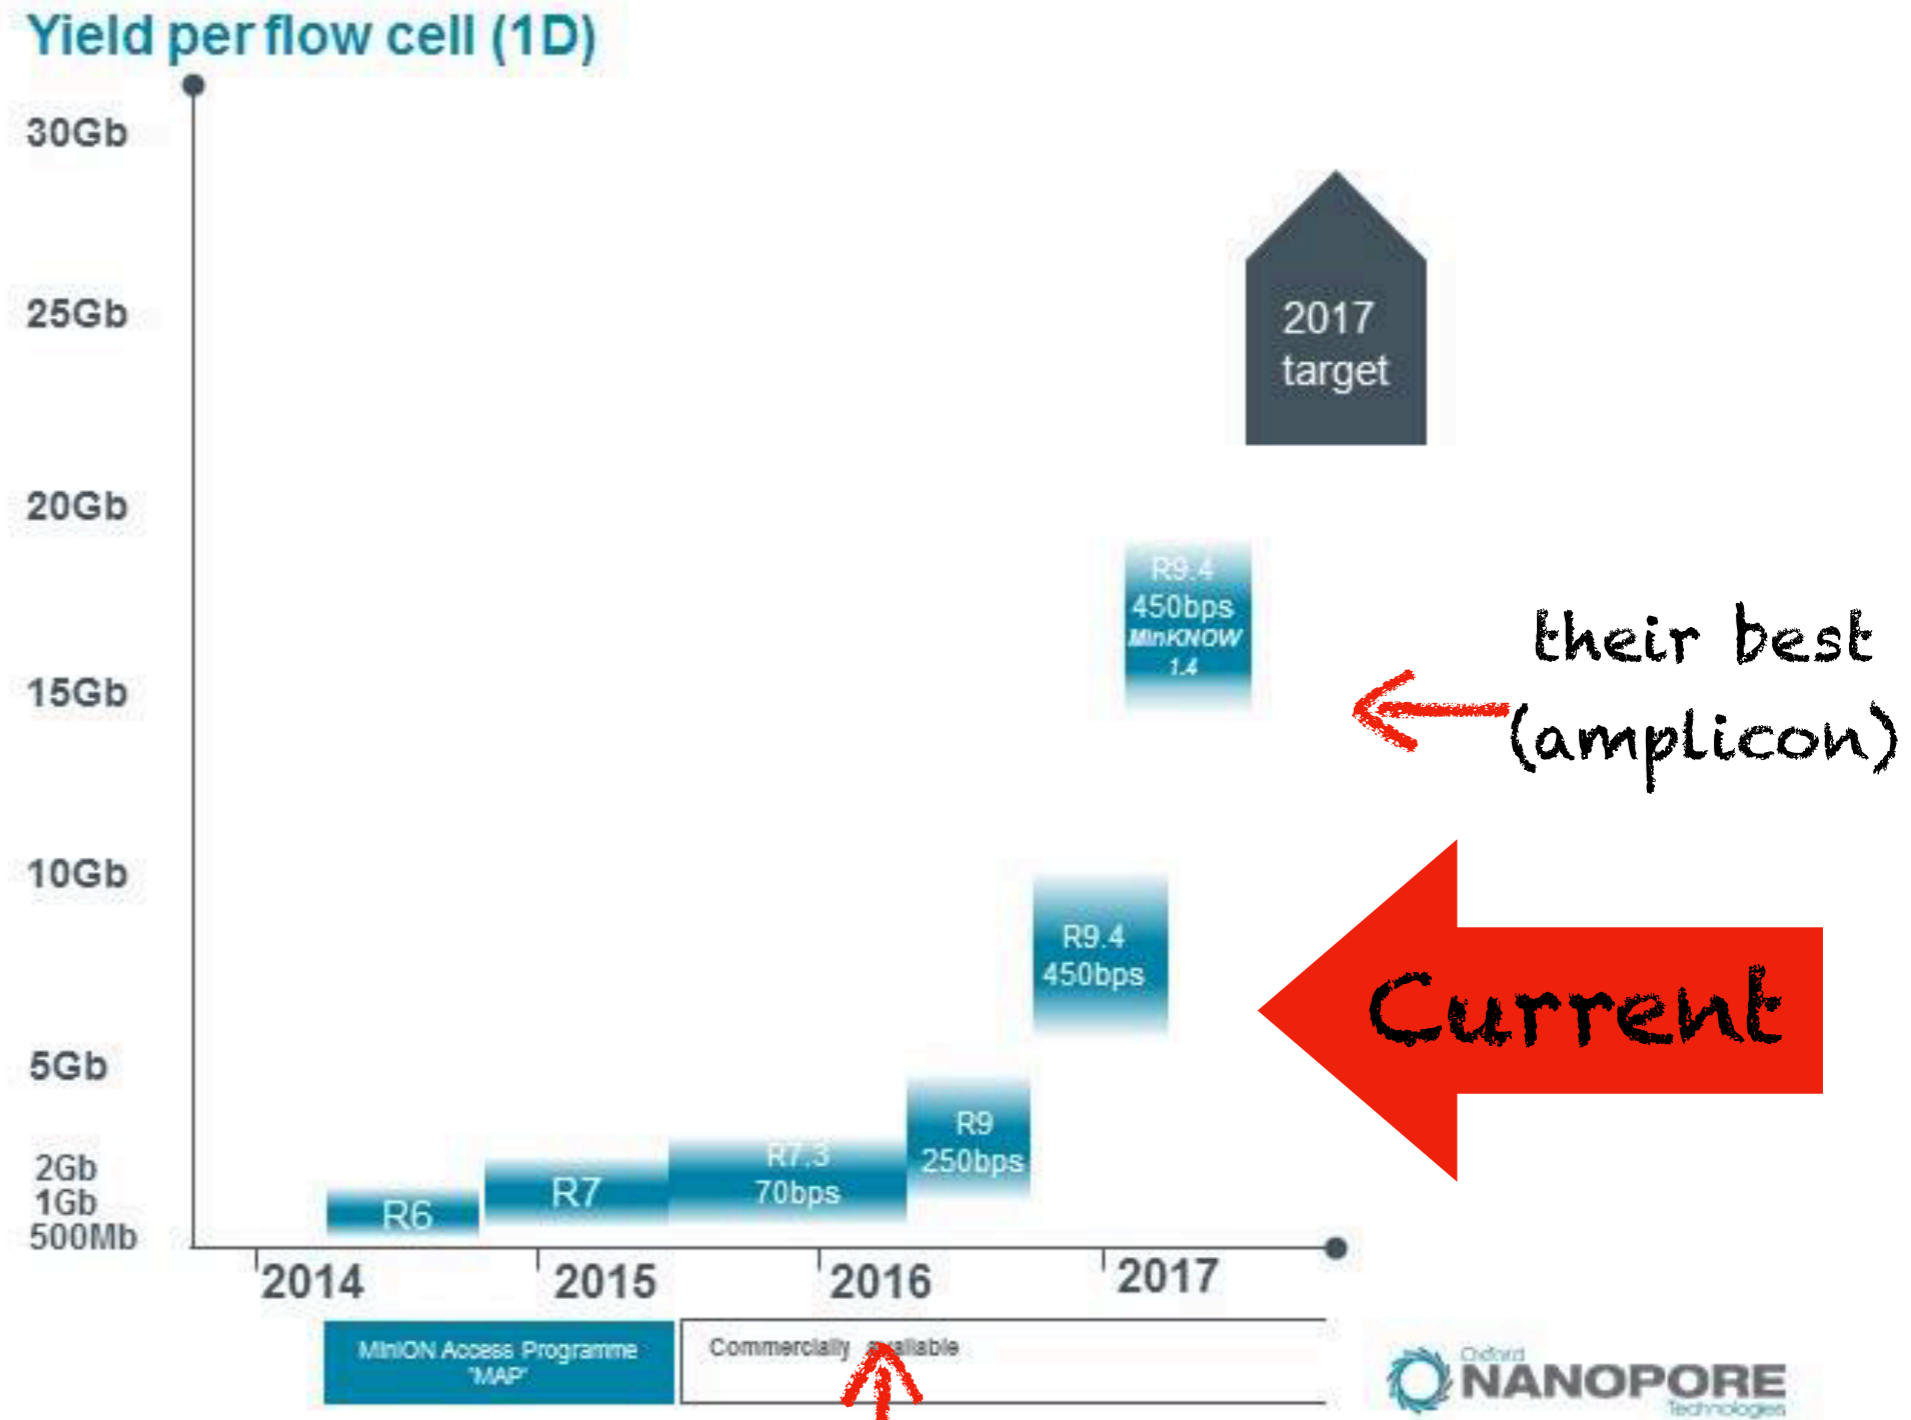 Yield per flow cell (1D)
30Gb
25Gb
20Gb
15Gb
10Gb
5Gb
2Gb
1Gb
500Mb
2017
target
R9.4
450bps
MinKNOW
1.4
their best
(amplicon)
R9.4
450bps
Current
R9
250bps
R7.3
70bps
R7
R6
2014 2015 2016 2017
MinION Access Programme
"MAP"
Commercially available
Oxford
NANOPORE
Technologies